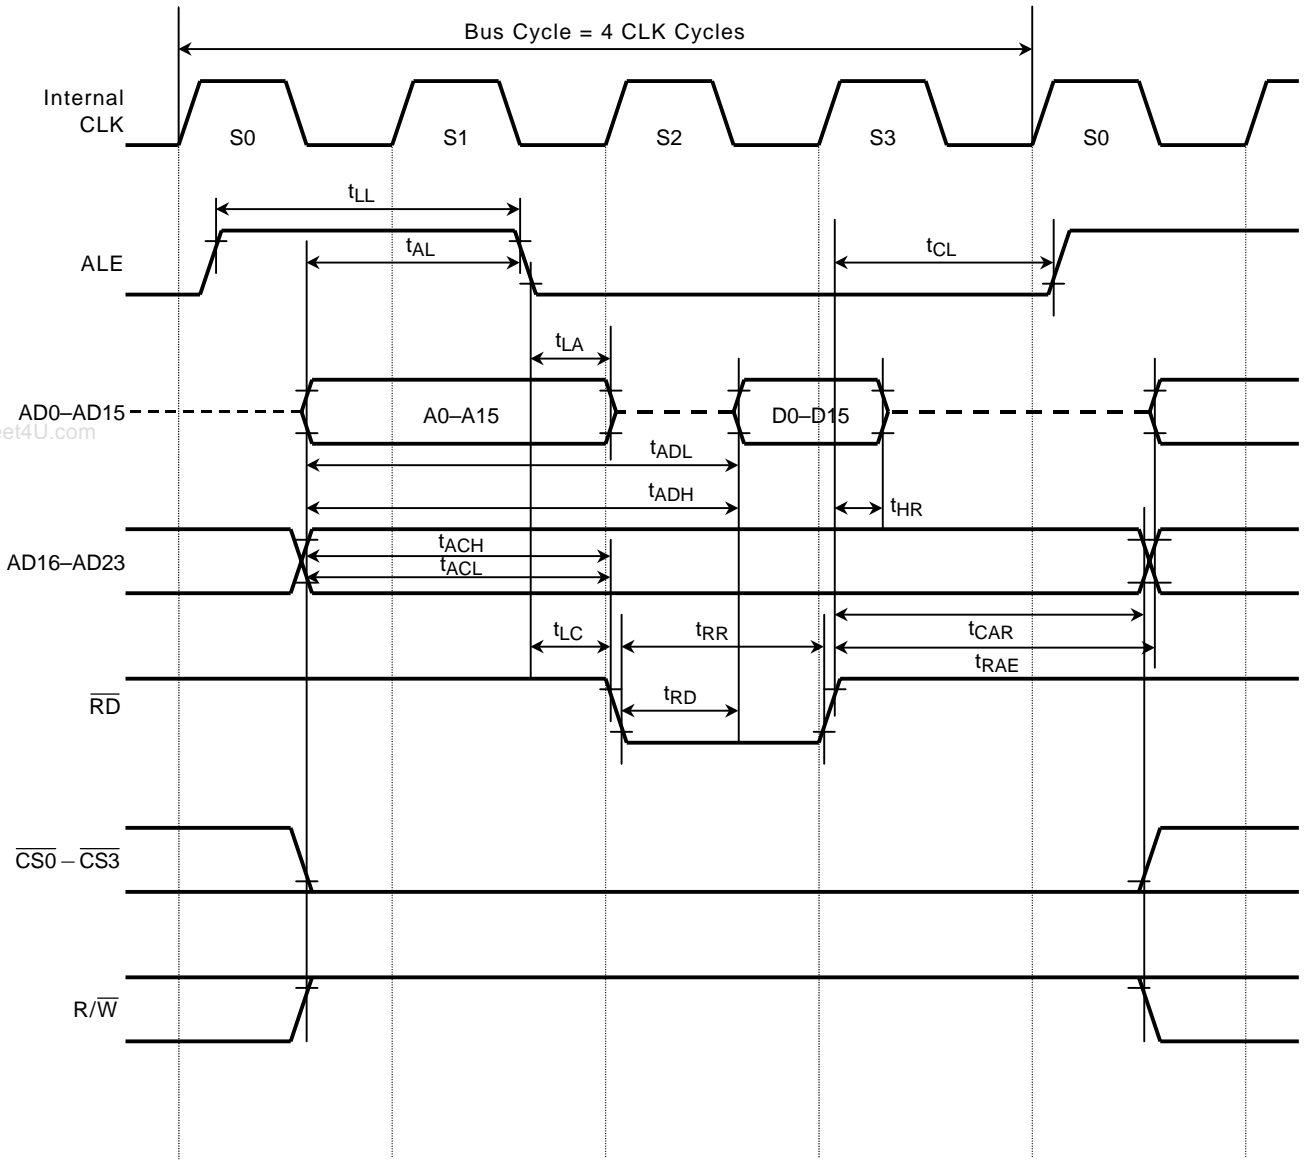 Bus Cycle = 4 CLK Cycles
Internal
CLK
S0
S1
S2
S3
S0
tLL
ALE
tAL
tCL
tLA
AD0–AD15
A0–A15
D0–D15
eet4U.com
tADL
tADH
tHR
AD16–AD23
tACH
tACL
tCAR
tLC
tRR
tRAE
RD
tRD
CS0 – CS3
R/W